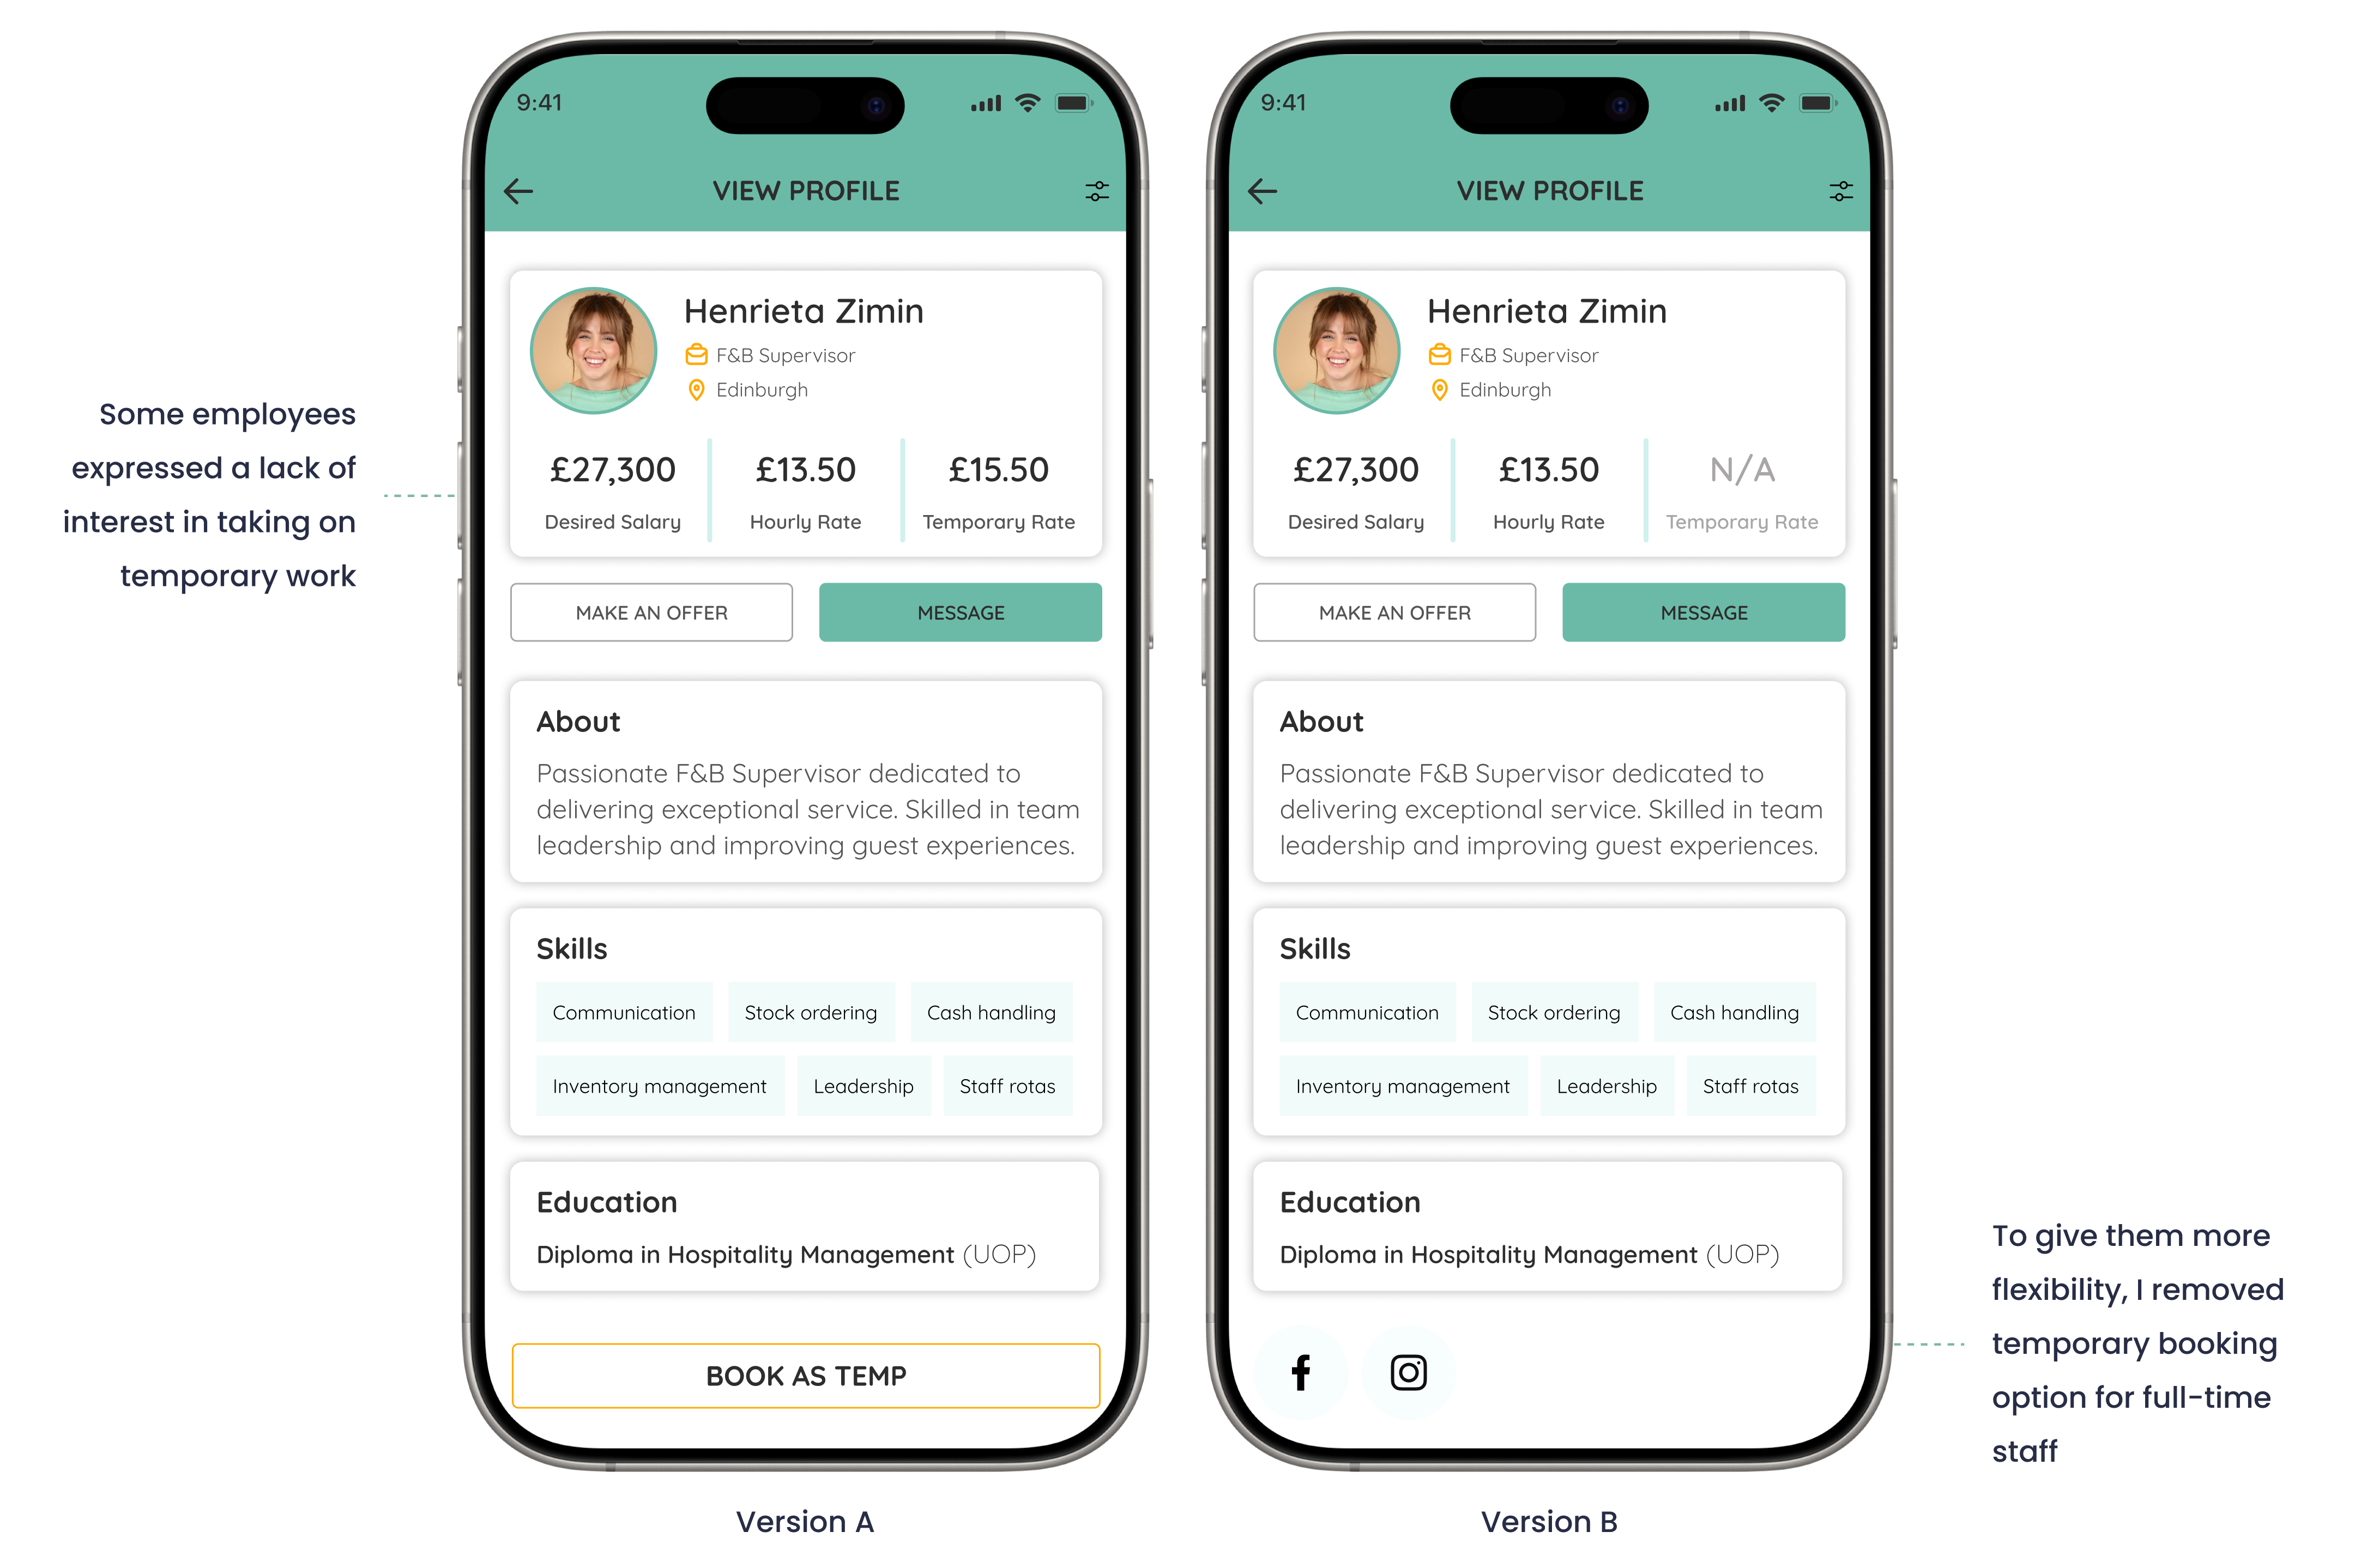 Some employees
expressed a lack of
interest in taking on
temporary work
9:41
VIEW PROFILE
Henrieta Zimin
F&B Supervisor
Edinburgh
£27,300
£13.50
£15.50
Desired Salary
Hourly Rate
Temporary Rate
MAKE AN OFFER
MESSAGE
About
Passionate F&B Supervisor dedicated to
delivering exceptional service. Skilled in team
leadership and improving guest experiences.
Skills
Communication
Stock ordering
Cash handling
Inventory management
Leadership
Staff rotas
Education
Diploma in Hospitality Management (UOP)
BOOK AS TEMP
Version A
9:41
VIEW PROFILE
Henrieta Zimin
F&B Supervisor
Edinburgh
£27,300
£13.50
N/A
Desired Salary
Hourly Rate
Temporary Rate
MAKE AN OFFER
MESSAGE
About
Passionate F&B Supervisor dedicated to
delivering exceptional service. Skilled in team
leadership and improving guest experiences.
Skills
Communication
Stock ordering
Cash handling
Inventory management
Leadership
Staff rotas
Education
Diploma in Hospitality Management (UOP)
Version B
To give them more
flexibility, I removed
temporary booking
option for full-time
staff